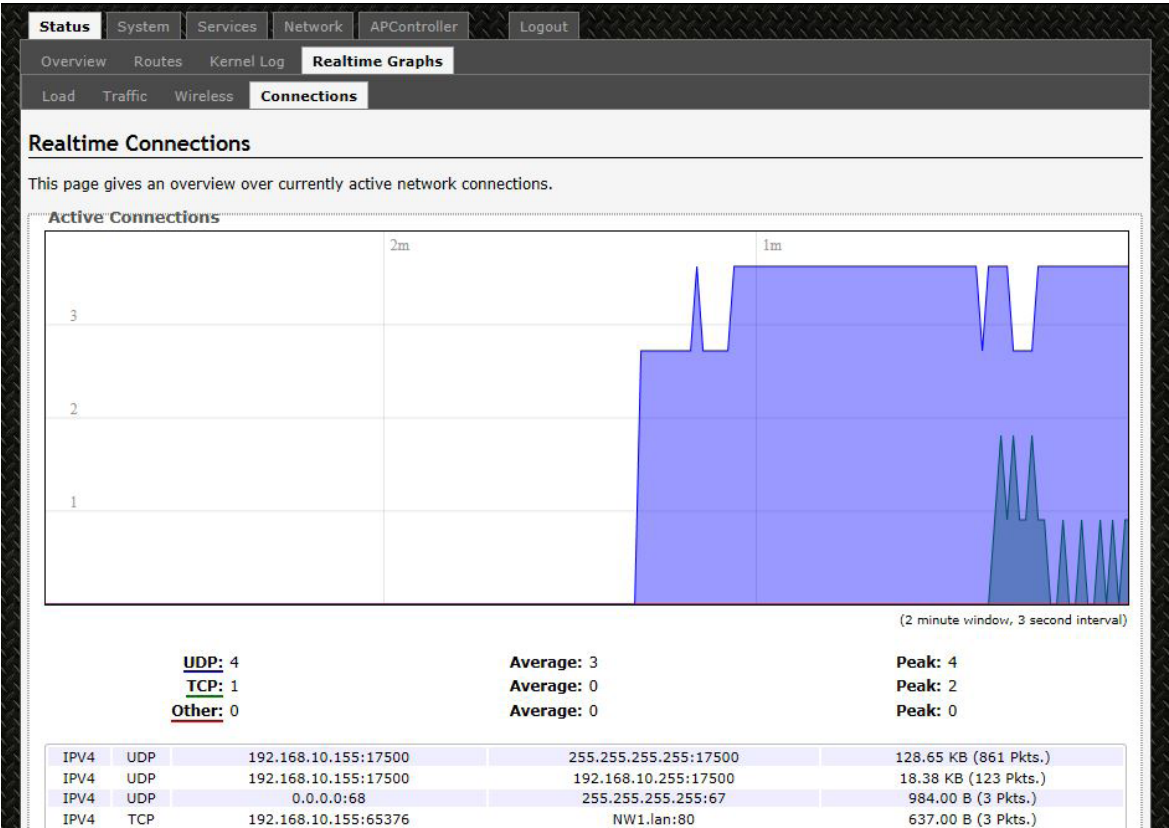 Status System Services Network APController Logout
Overview Routes Kernel Log Realtime Graphs
Load Traffic Wireless Connections
Realtime Connections
This page gives an overview over currently active network connections.
Active Connections
2m 1m
3
2
1
(2 minute window, 3 second interval)
UDP: 4 Average: 3 Peak: 4
TCP: 1 Average: 0 Peak: 2
Other: 0 Average: 0 Peak: 0
IPV4 UDP 192.168.10.155:17500 255.255.255.255:17500 128.65 KB (861 Pkts.)
IPV4 UDP 192.168.10.155:17500 192.168.10.255:17500 18.38 KB (123 Pkts.)
IPV4 UDP 0.0.0.0:68 255.255.255.255:67 984.00 B (3 Pkts.)
IPV4 TCP 192.168.10.155:65376 NW1.lan:80 637.00 B (3 Pkts.)